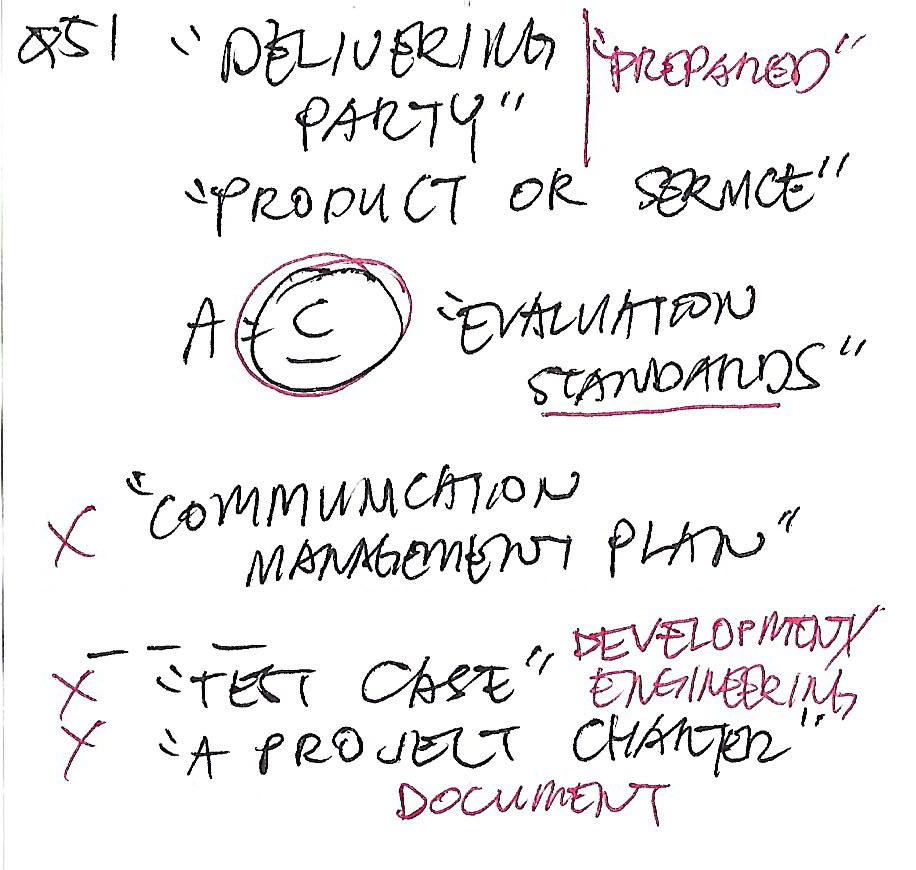 Q51 "DELIVERING "PREPARED"
PARTY"
"PRODUCT OR SERVICE"
A C "EVALUATION
STANDARDS"
X "COMMUNICATION
MANAGEMENT PLAN"
DEVELOPMENT/
X "TEST CASE" ENGINEERING
X "A PROJECT CHARTER"
DOCUMENT